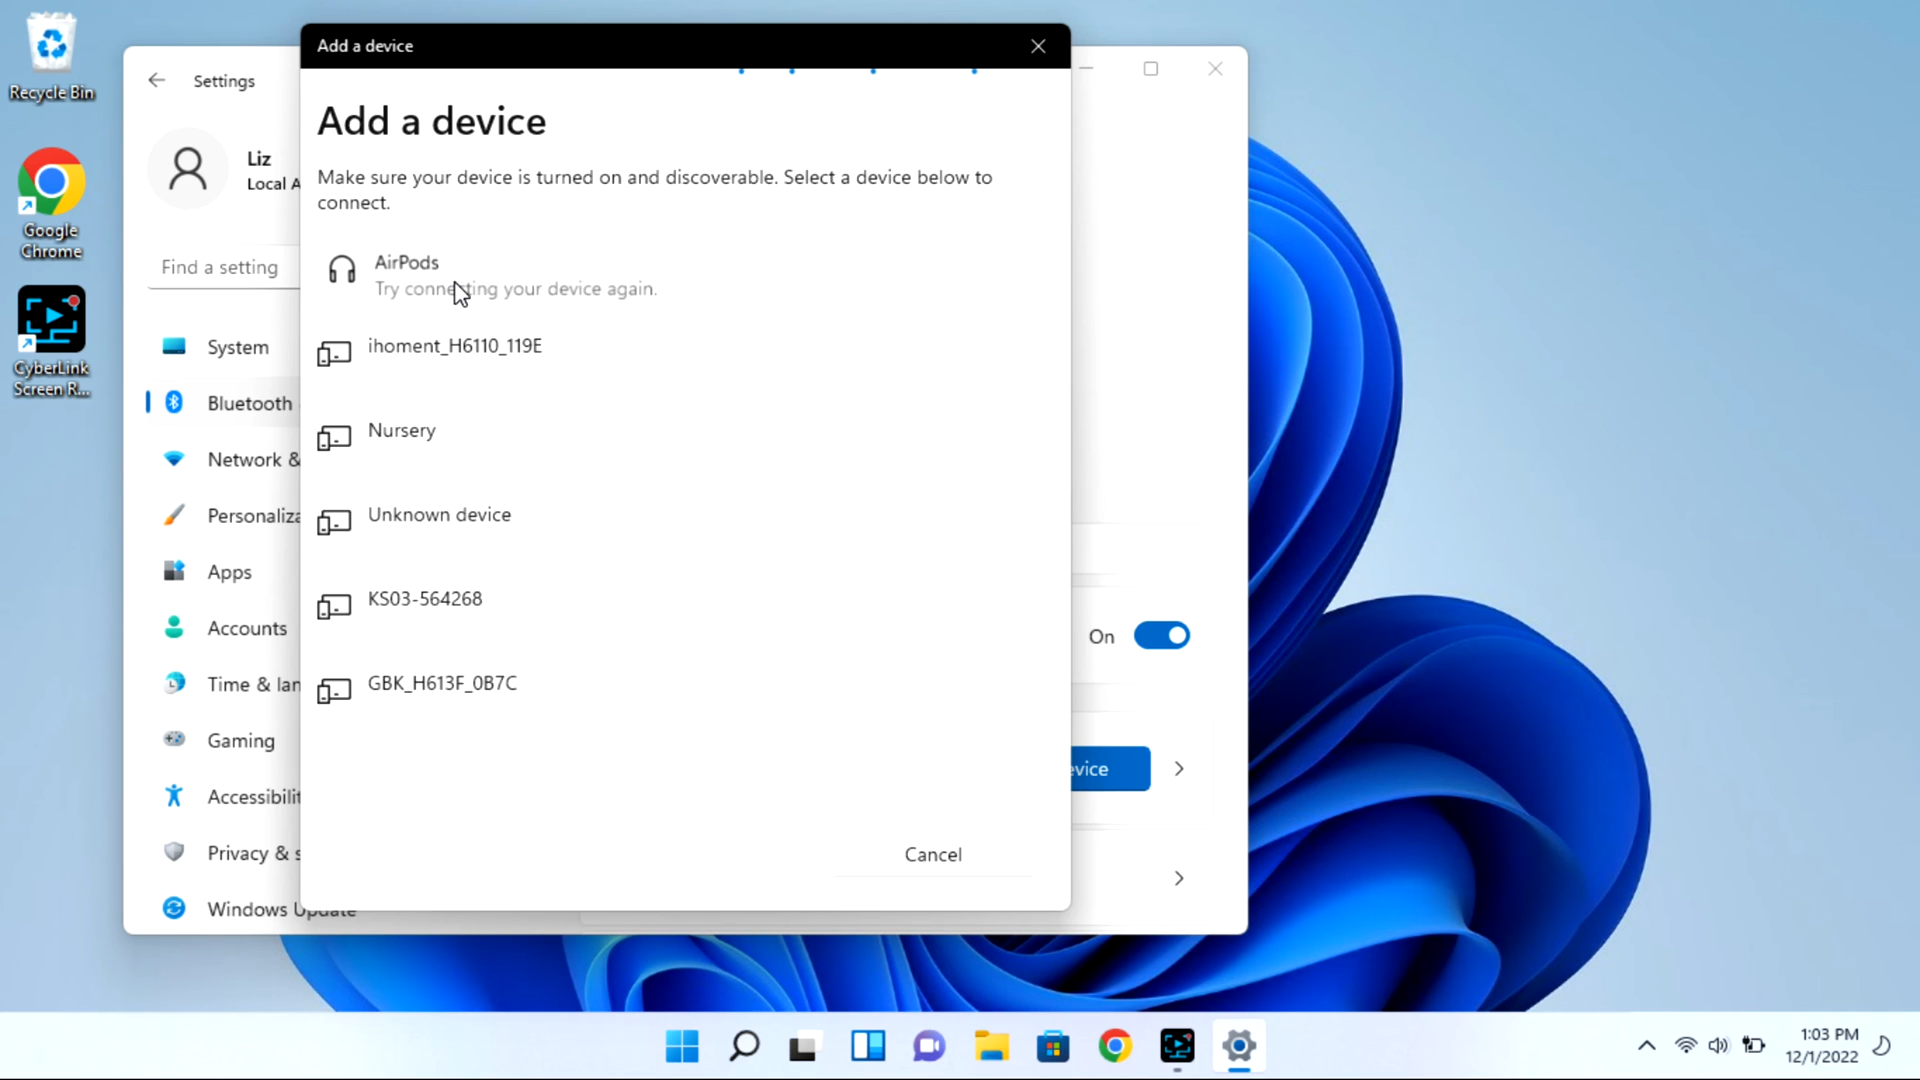 Recycle Bin
Google
Chrome
CyberLink
Screen R...
Settings
Liz
Local A
Find a setting
System
Bluetooth
Network &
Personaliza
Apps
Accounts
Time & lan
Gaming
Accessibilit
Privacy & s
Windows Update
Add a device
Add a device
Make sure your device is turned on and discoverable. Select a device below to
connect.
AirPods
Try connecting your device again.
ihoment_H6110_119E
Nursery
Unknown device
KS03-564268
GBK_H613F_0B7C
Cancel
On
evice
1:03 PM
12/1/2022